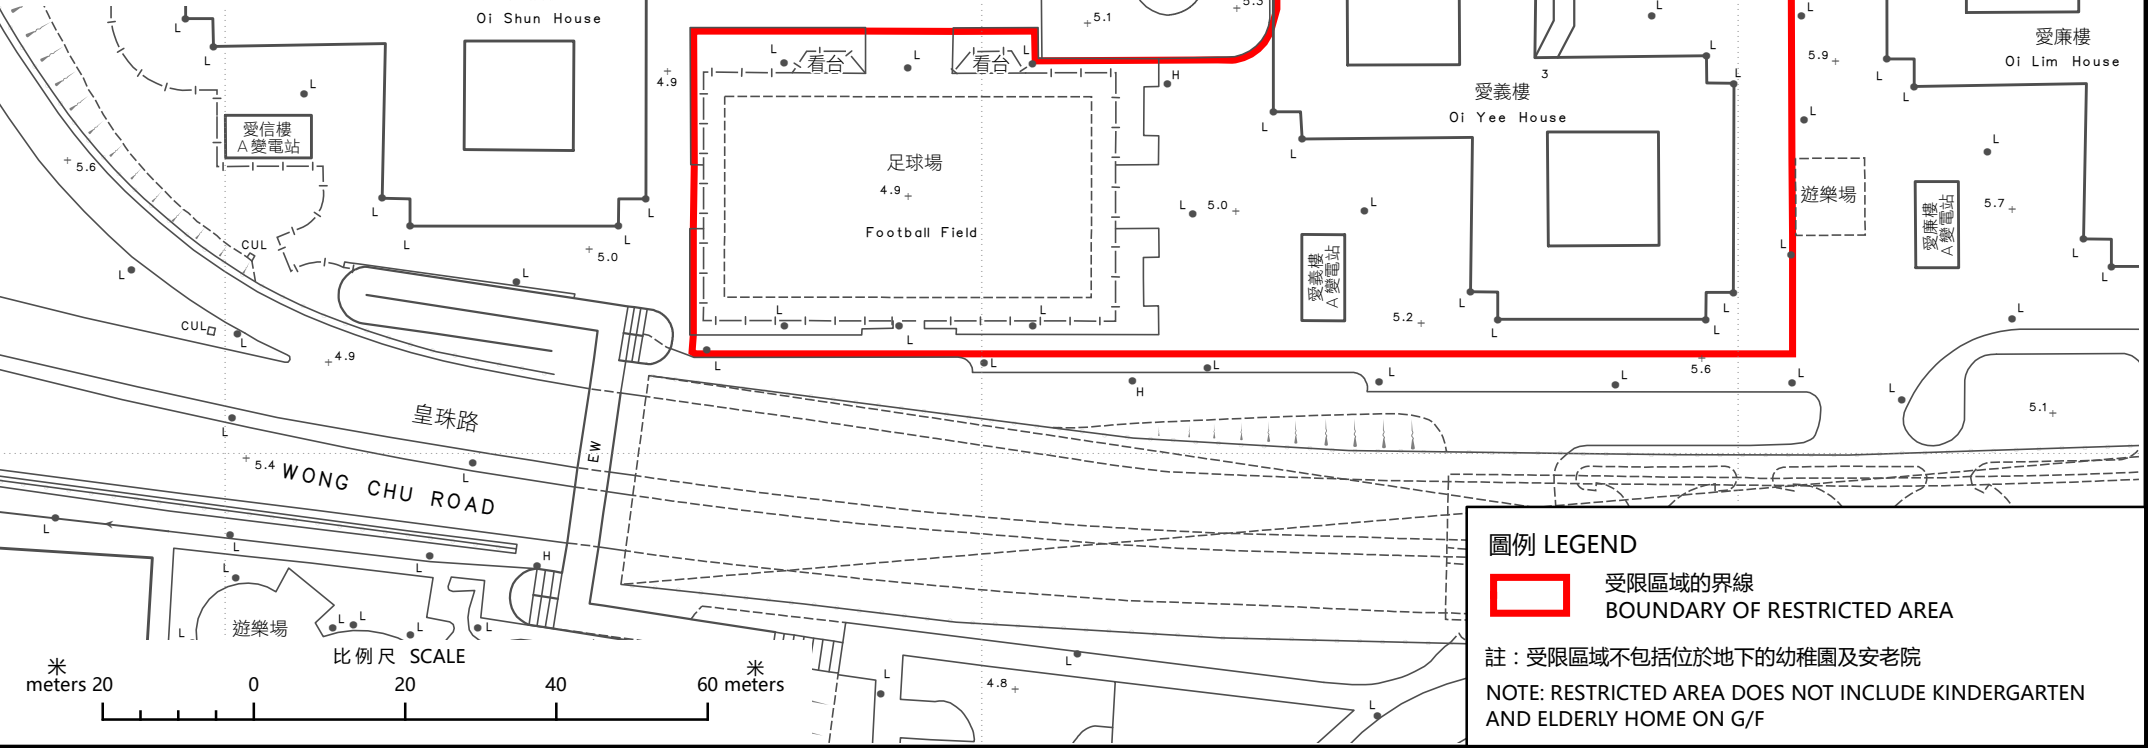 Oi Shun House
5.1
5.3
愛廉樓
Oi Lim House
L
L
L
L
L
L
看台
看台
4.9
H
3
5.9
L
L
愛義樓
Oi Yee House
愛信樓
A 變電站
5.6
足球場
4.9
Football Field
5.0
遊樂場
愛廉樓
A變電站
5.7
愛義樓
A變電站
5.0
CUL
L
CUL
L
4.9
5.2
5.6
5.1
H
皇珠路
EW
5.4
WONG CHU ROAD
L
H
遊樂場
4.8
比例尺 SCALE
米
meters 20
0
20
40
米
60 meters
圖例 LEGEND
受限區域的界線
BOUNDARY OF RESTRICTED AREA
註：受限區域不包括位於地下的幼稚園及安老院
NOTE: RESTRICTED AREA DOES NOT INCLUDE KINDERGARTEN
AND ELDERLY HOME ON G/F